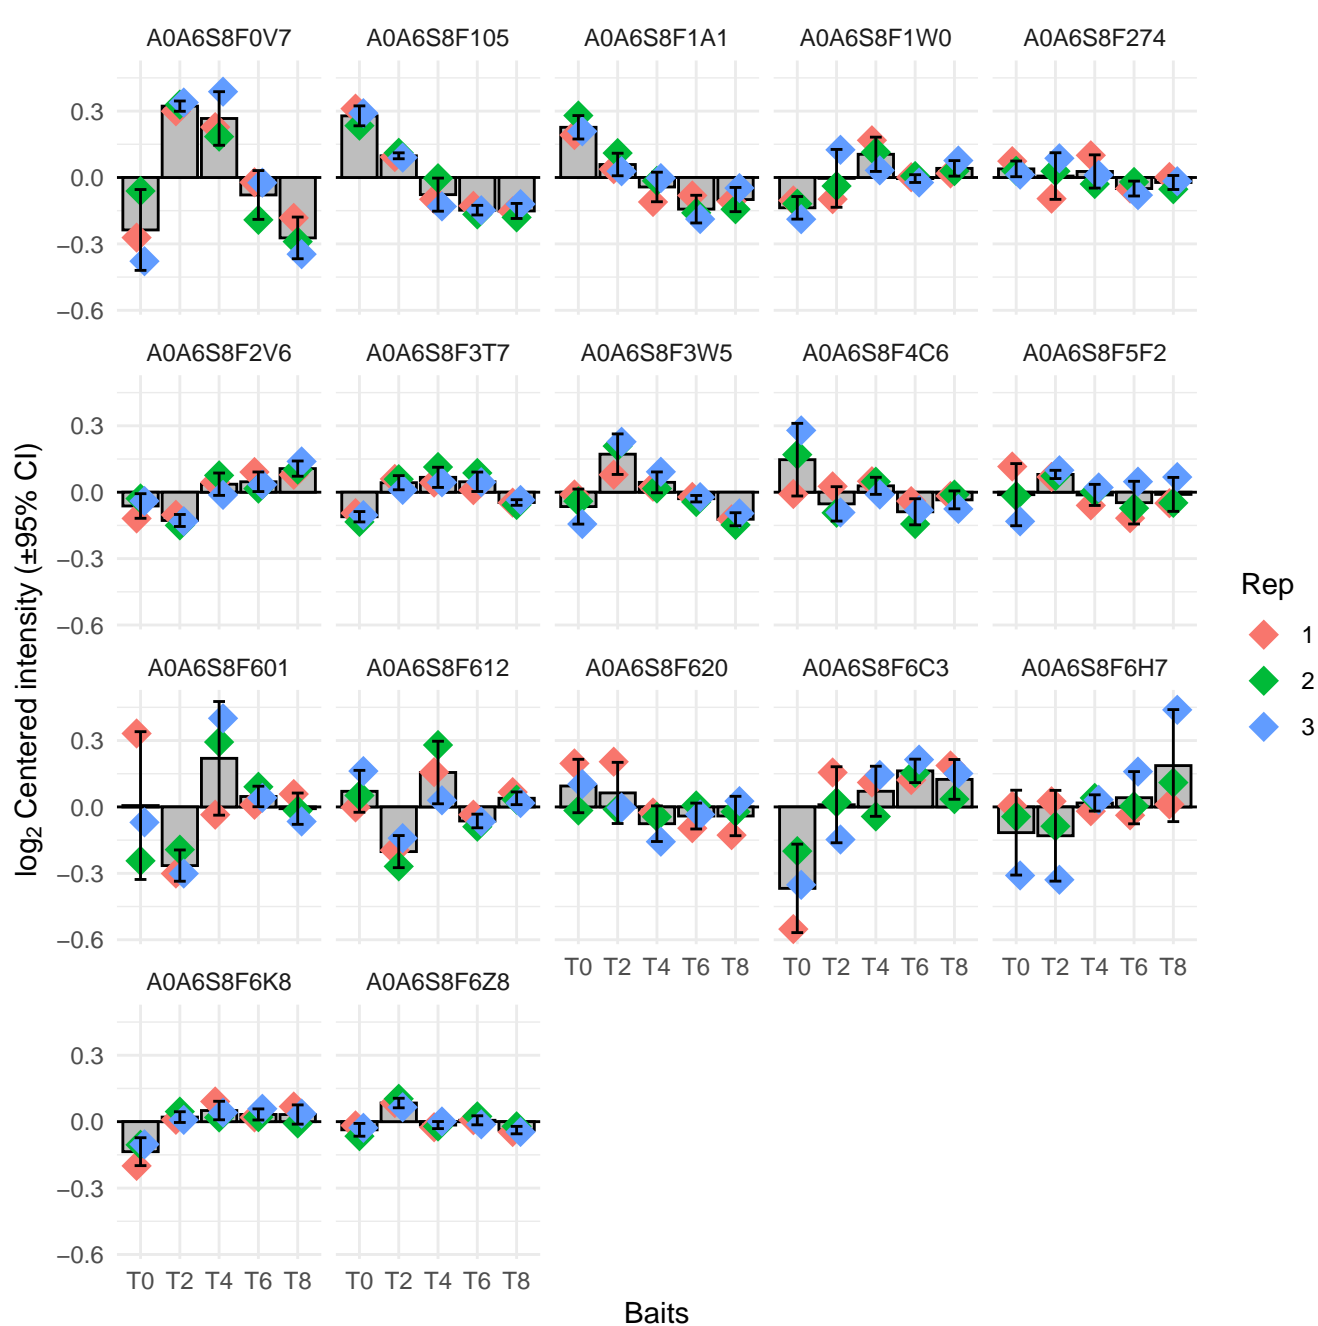 A0A6S8F0V7 A0A6S8F105 A0A6S8F1A1 A0A6S8F1W0 A0A6S8F274
0.3
0.0
−0.3
−0.6
A0A6S8F2V6 A0A6S8F3T7 A0A6S8F3W5 A0A6S8F4C6 A0A6S8F5F2
0.3
0.0
−0.3
−0.6
A0A6S8F601 A0A6S8F612 A0A6S8F620 A0A6S8F6C3 A0A6S8F6H7
0.3
0.0
−0.3
−0.6
T0 T2 T4 T6 T8 T0 T2 T4 T6 T8 T0 T2 T4 T6 T8
A0A6S8F6K8 A0A6S8F6Z8
0.3
0.0
−0.3
−0.6
T0 T2 T4 T6 T8 T0 T2 T4 T6 T8
Baits
log₂ Centered intensity (±95% CI)
Rep
1
2
3